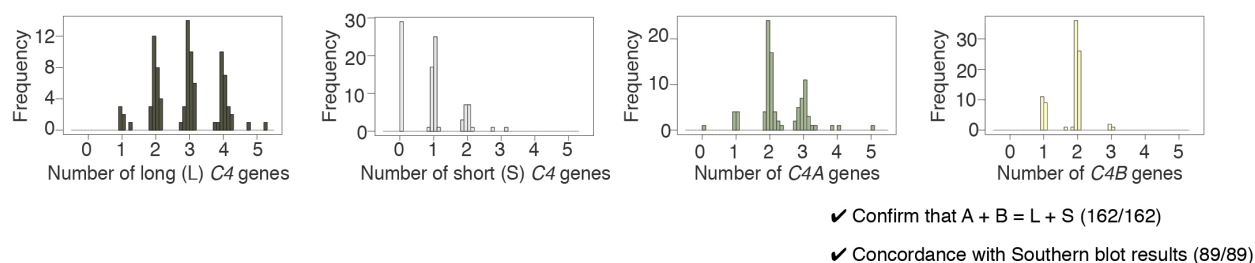 Frequency
12
8
4
0
0 1 2 3 4 5
Number of long (L) C4 genes
Frequency
30
20
10
0
0 1 2 3 4 5
Number of short (S) C4 genes
Frequency
20
10
0
0 1 2 3 4 5
Number of C4A genes
Frequency
30
20
10
0
0 1 2 3 4 5
Number of C4B genes
✔ Confirm that A + B = L + S (162/162)
✔ Concordance with Southern blot results (89/89)